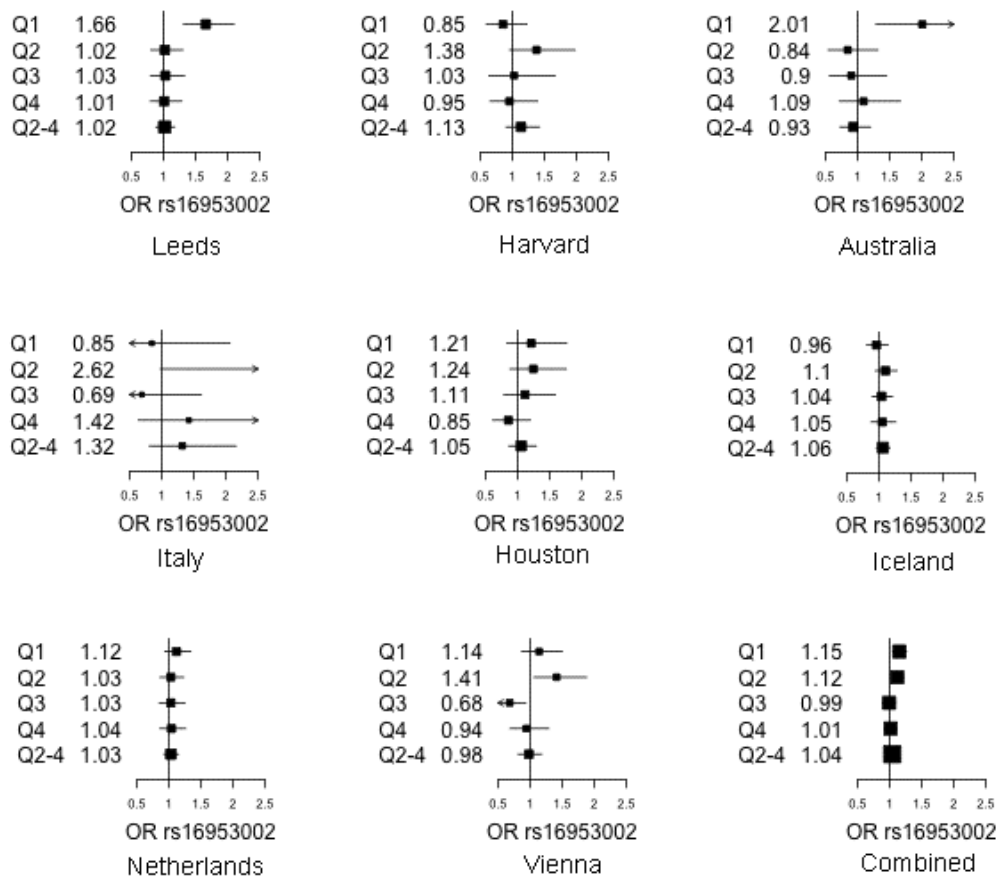 Q1 1.66
Q2 1.02
Q3 1.03
Q4 1.01
Q2-4 1.02
0.5 1 1.5 2 2.5
OR rs16953002
Leeds
Q1 0.85
Q2 1.38
Q3 1.03
Q4 0.95
Q2-4 1.13
0.5 1 1.5 2 2.5
OR rs16953002
Harvard
Q1 2.01
Q2 0.84
Q3 0.9
Q4 1.09
Q2-4 0.93
0.5 1 1.5 2 2.5
OR rs16953002
Australia
Q1 0.85
Q2 2.62
Q3 0.69
Q4 1.42
Q2-4 1.32
0.5 1 1.5 2 2.5
OR rs16953002
Italy
Q1 1.21
Q2 1.24
Q3 1.11
Q4 0.85
Q2-4 1.05
0.5 1 1.5 2 2.5
OR rs16953002
Houston
Q1 0.96
Q2 1.1
Q3 1.04
Q4 1.05
Q2-4 1.06
0.5 1 1.5 2 2.5
OR rs16953002
Iceland
Q1 1.12
Q2 1.03
Q3 1.03
Q4 1.04
Q2-4 1.03
0.5 1 1.5 2 2.5
OR rs16953002
Netherlands
Q1 1.14
Q2 1.41
Q3 0.68
Q4 0.94
Q2-4 0.98
0.5 1 1.5 2 2.5
OR rs16953002
Vienna
Q1 1.15
Q2 1.12
Q3 0.99
Q4 1.01
Q2-4 1.04
0.5 1 1.5 2 2.5
OR rs16953002
Combined